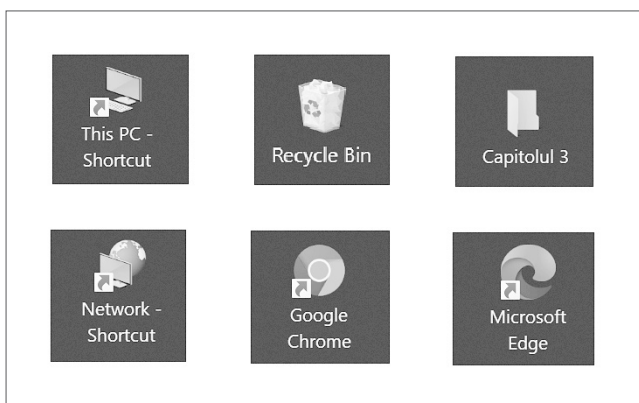 This PC -
Shortcut
Recycle Bin
Capitolul 3
Network -
Shortcut
Google
Chrome
Microsoft
Edge